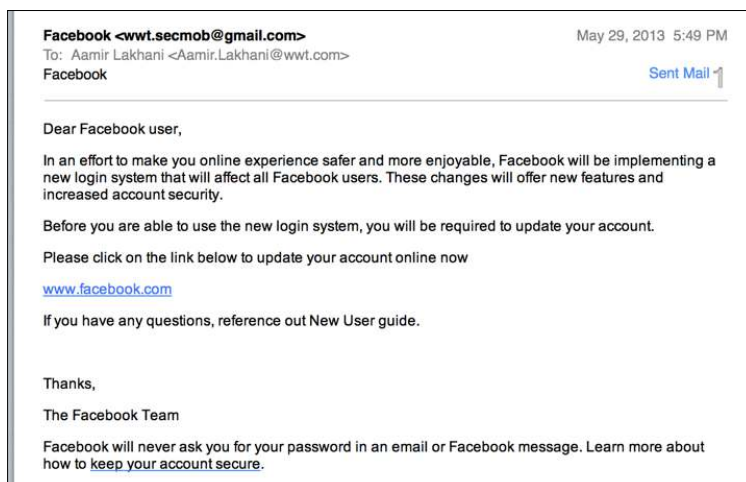 Facebook <wwt.secmob@gmail.com> May 29, 2013 5:49 PM
To: Aamir Lakhani <Aamir.Lakhani@wwt.com>
Facebook Sent Mail 1
Dear Facebook user,
In an effort to make you online experience safer and more enjoyable, Facebook will be implementing a
new login system that will affect all Facebook users. These changes will offer new features and
increased account security.
Before you are able to use the new login system, you will be required to update your account.
Please click on the link below to update your account online now
www.facebook.com
If you have any questions, reference out New User guide.
Thanks,
The Facebook Team
Facebook will never ask you for your password in an email or Facebook message. Learn more about
how to keep your account secure.